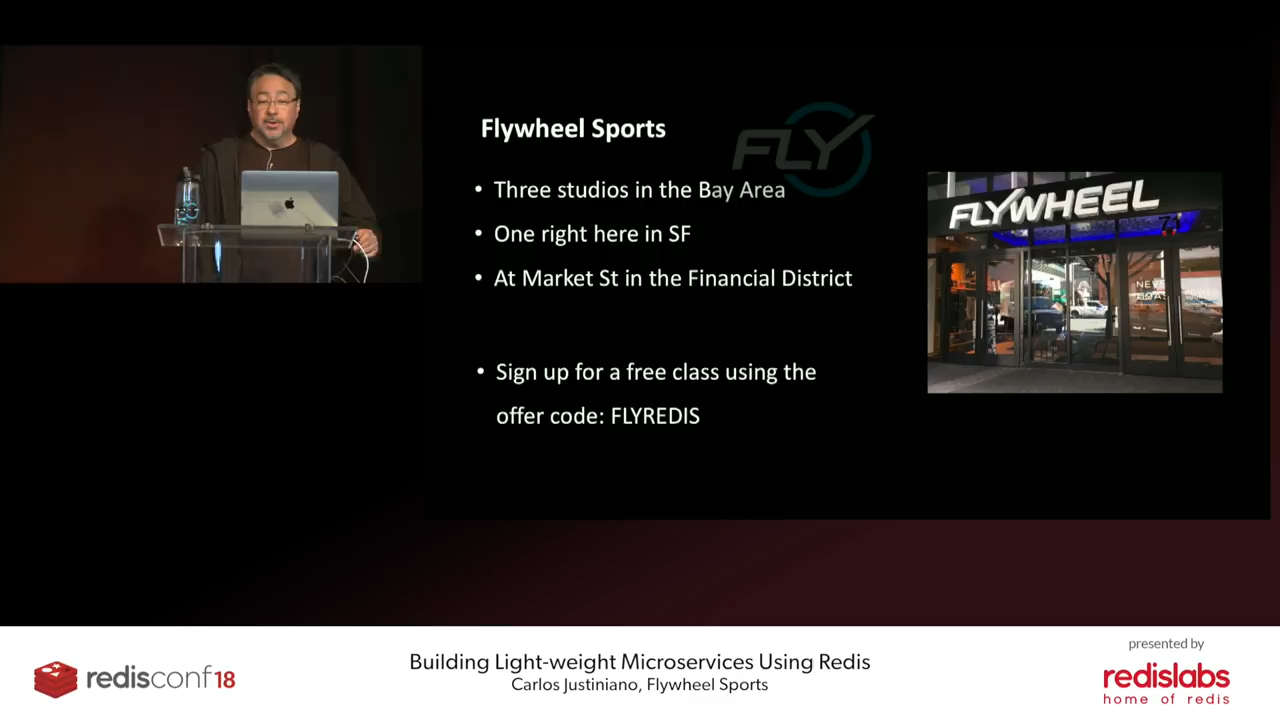 FLY
Flywheel Sports
• Three studios in the Bay Area
• One right here in SF
• At Market St in the Financial District
• Sign up for a free class using the
offer code: FLYREDIS
FLYWHEEL
redisconf18
Building Light-weight Microservices Using Redis
Carlos Justiniano, Flywheel Sports
presented by
redislabs
home of redis